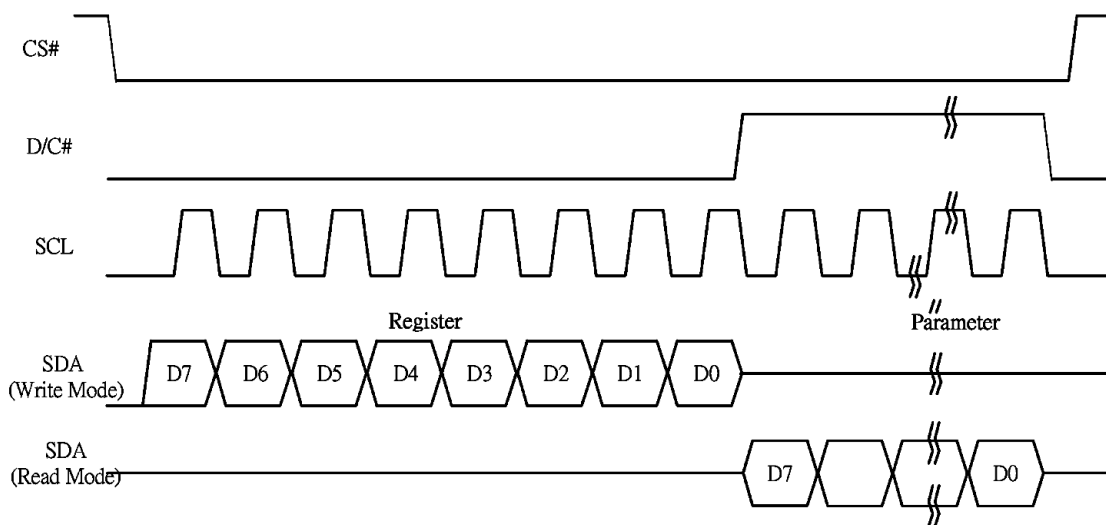 CS#
D/C#
SCL
Register
Parameter
SDA
(Write Mode)
D7 D6 D5 D4 D3 D2 D1 D0
SDA
(Read Mode)
D7 D0